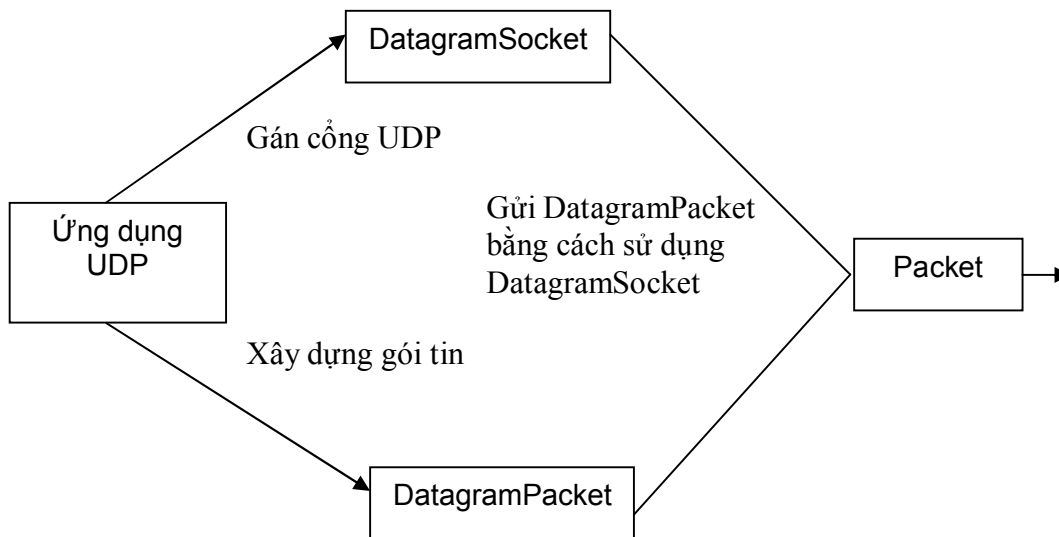 DatagramSocket
Gán cổng UDP
Ứng dụng
UDP
Gửi DatagramPacket
bằng cách sử dụng
DatagramSocket
Packet
Xây dựng gói tin
DatagramPacket